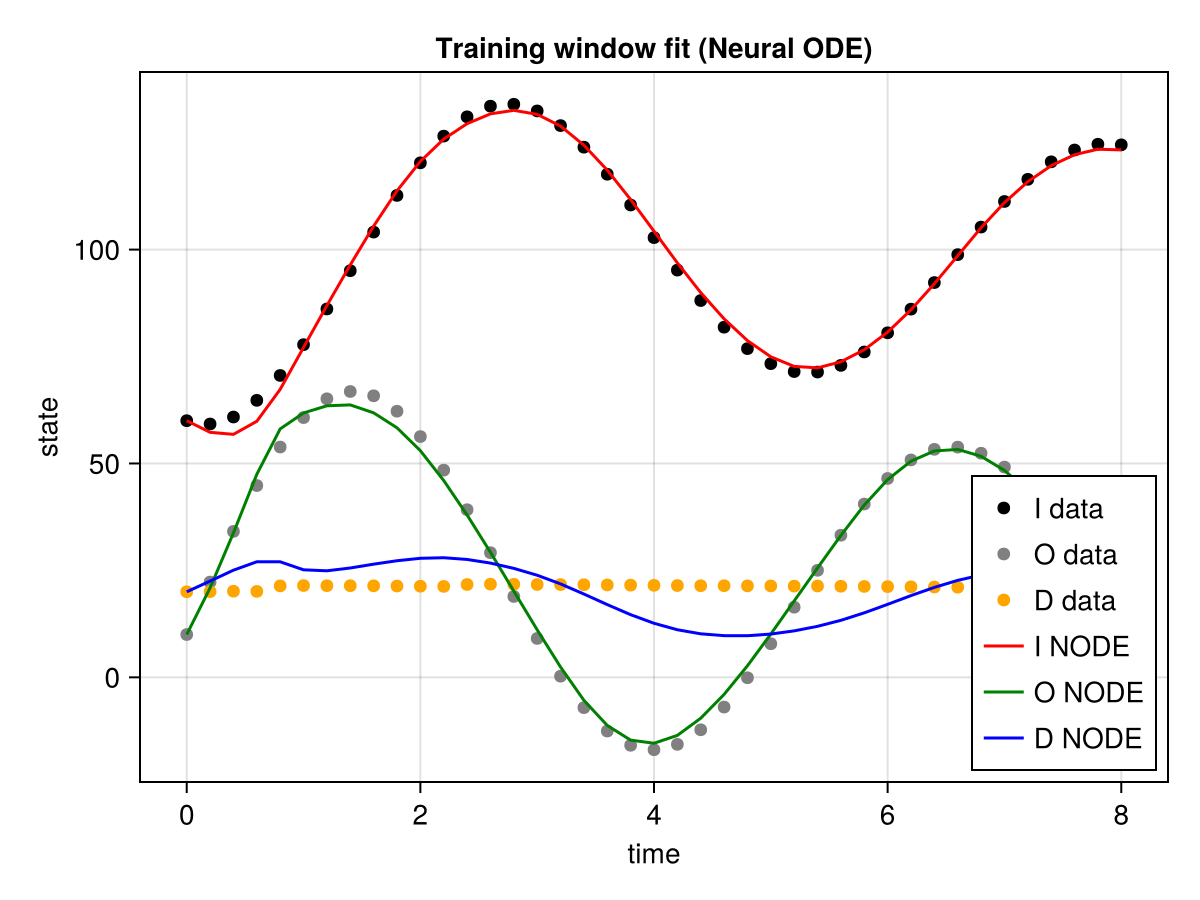 Training window fit (Neural ODE)
state
100
50
0
I data
O data
D data
I NODE
O NODE
D NODE
0 2 4 6 8
time